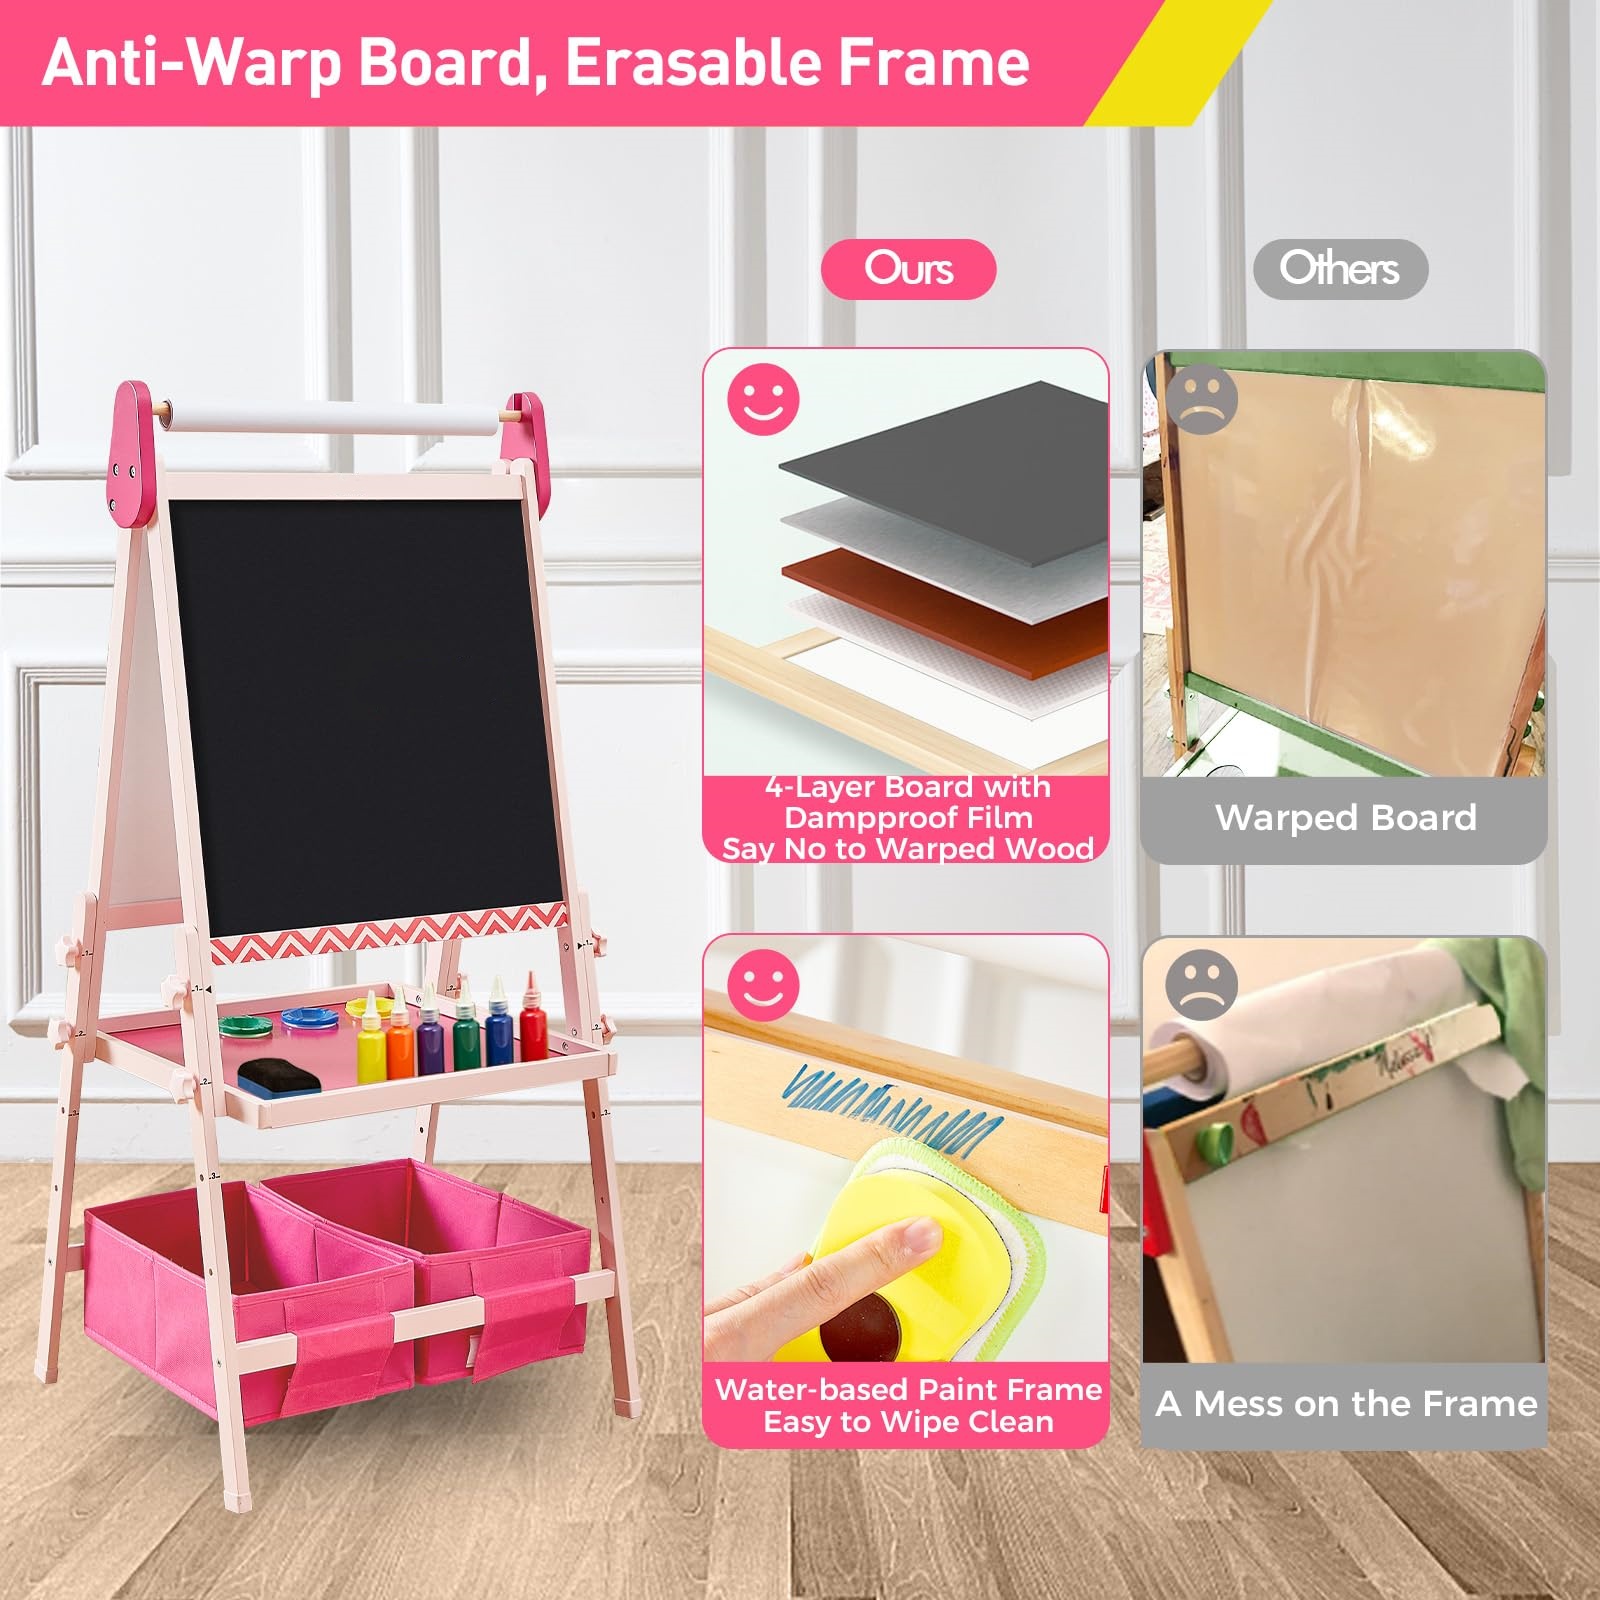 Anti-Warp Board, Erasable Frame
Ours
Others
4-Layer Board with
Dampproof Film
Say No to Warped Wood
Warped Board
Water-based Paint Frame
Easy to Wipe Clean
A Mess on the Frame